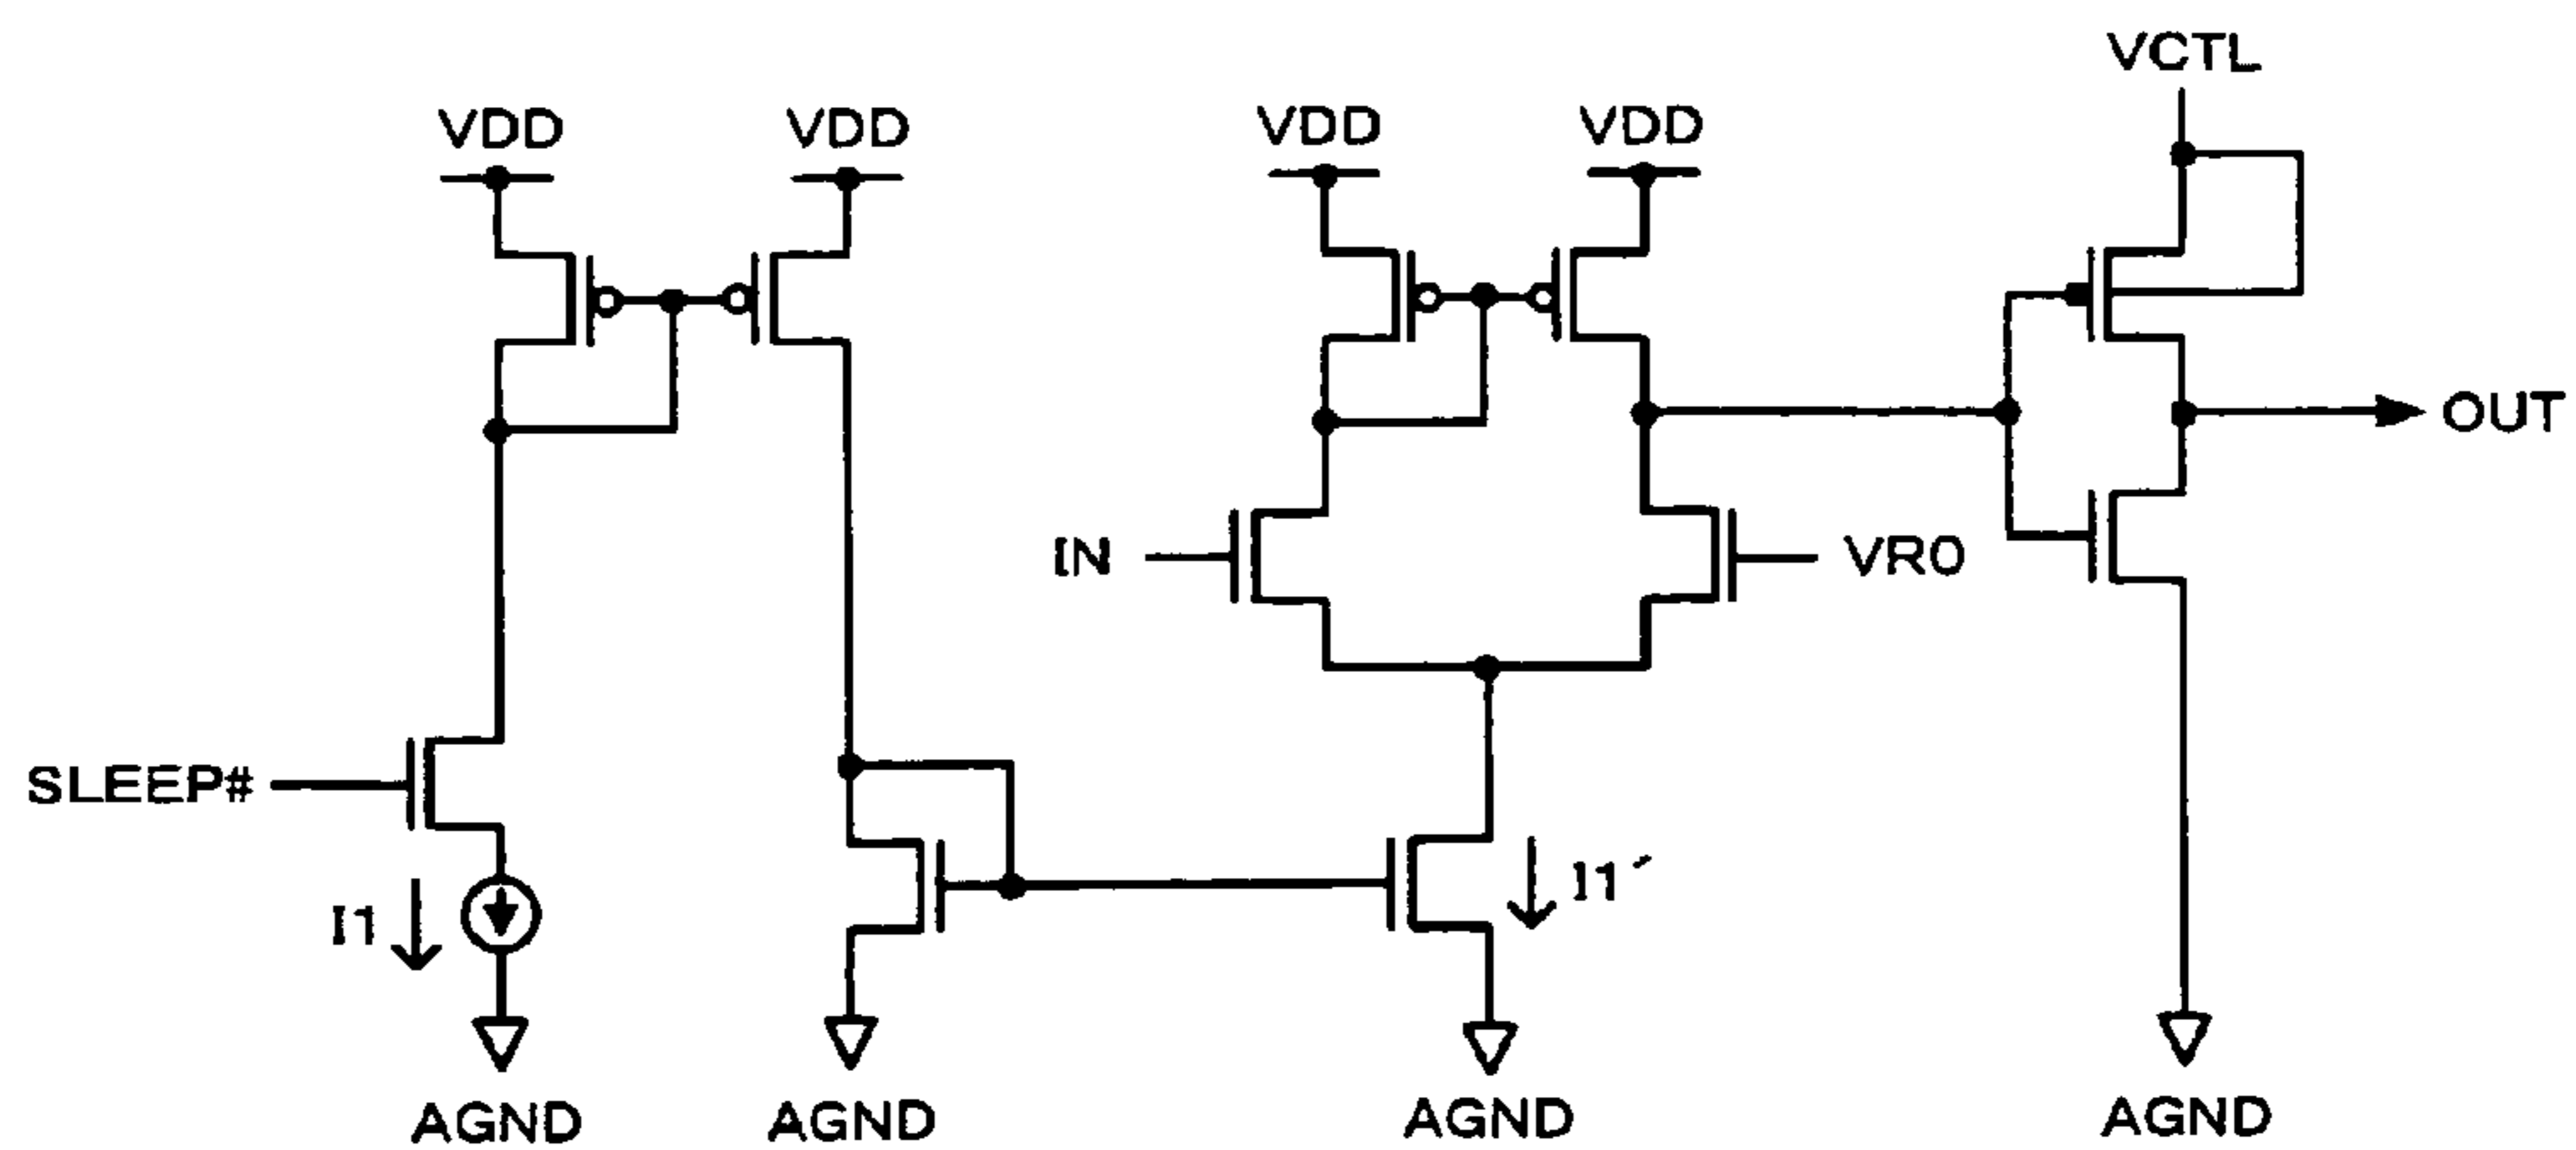 VCTL
VDD VDD VDD VDD
OUT
IN VR0
SLEEP#
I1 I1´
AGND AGND AGND AGND